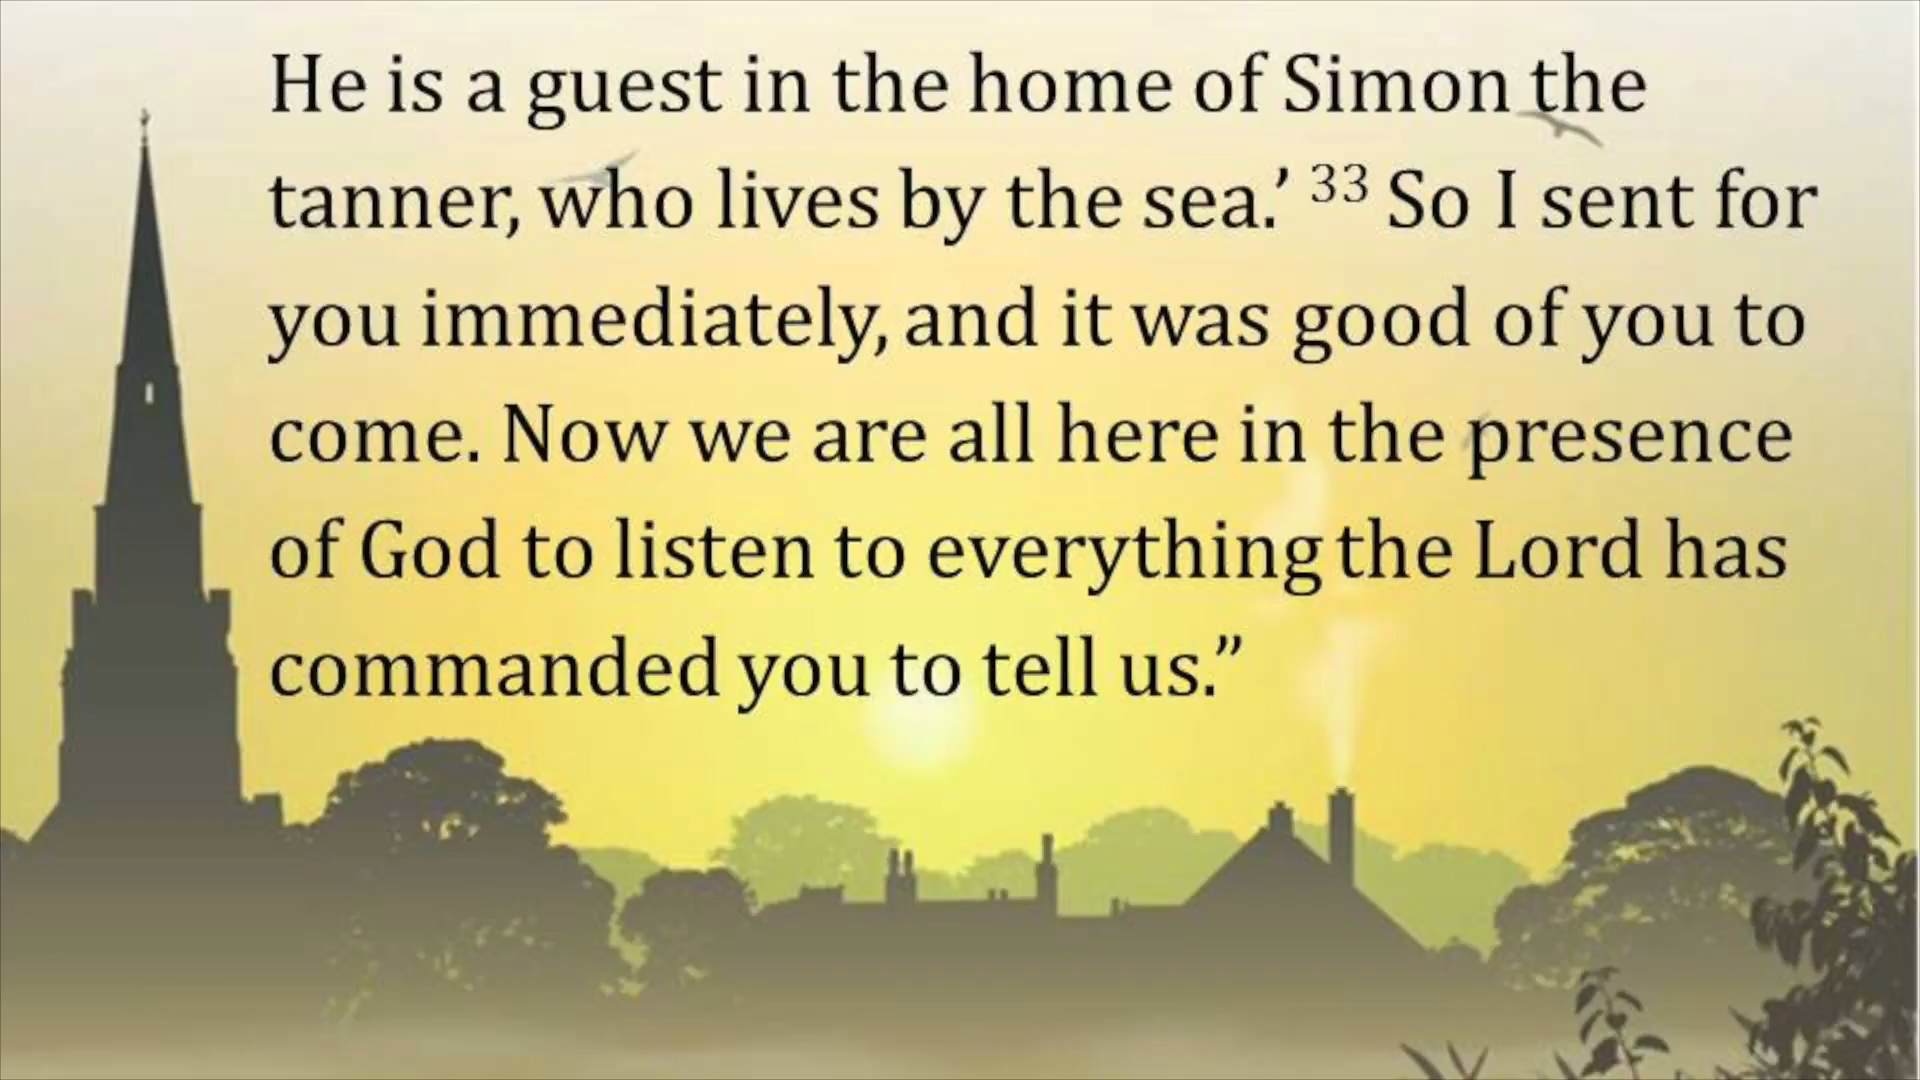 He is a guest in the home of Simon the
tanner, who lives by the sea.’ 33 So I sent for
you immediately, and it was good of you to
come. Now we are all here in the presence
of God to listen to everything the Lord has
commanded you to tell us.”